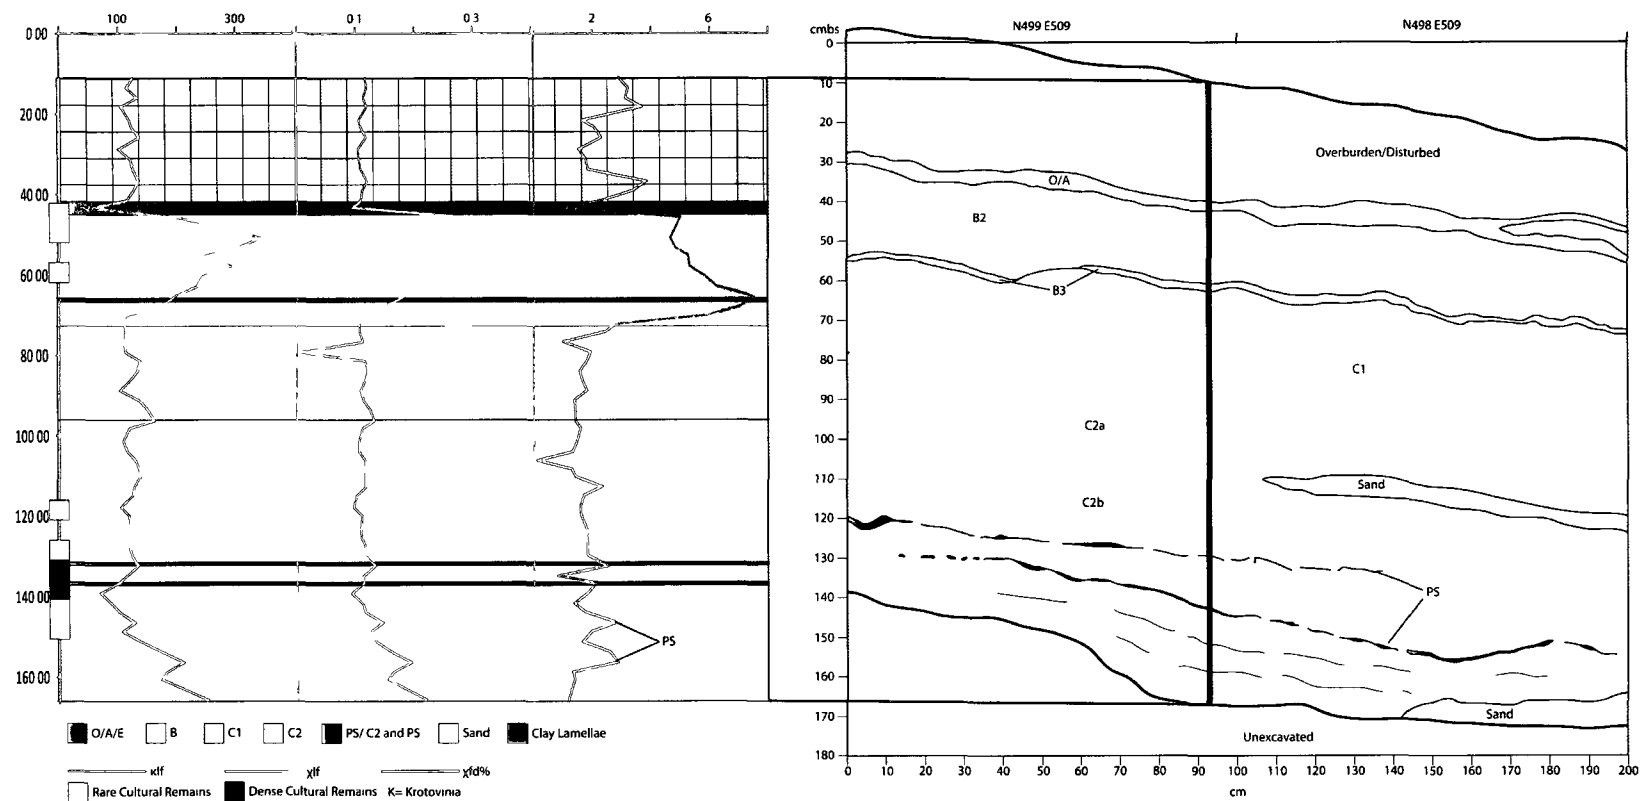 100 300 0 1 0 3 2 6
0 00
20 00
40 00
60 00
80 00
100 00
120 00
140 00
160 00
PS
O/A/E B C1 C2 PS/ C2 and PS Sand Clay Lamellae
κlf χlf χfd%
Rare Cultural Remains Dense Cultural Remains K= Krotovinia
N499 E509 N498 E509
cmbs
0
10
20
30
40
50
60
70
80
90
100
110
120
130
140
150
160
170
180
Overburden/Disturbed
O/A
B2
B3
C1
C2a
Sand
C2b
PS
Sand
Unexcavated
0 10 20 30 40 50 60 70 80 90 100 110 120 130 140 150 160 170 180 190 200
cm